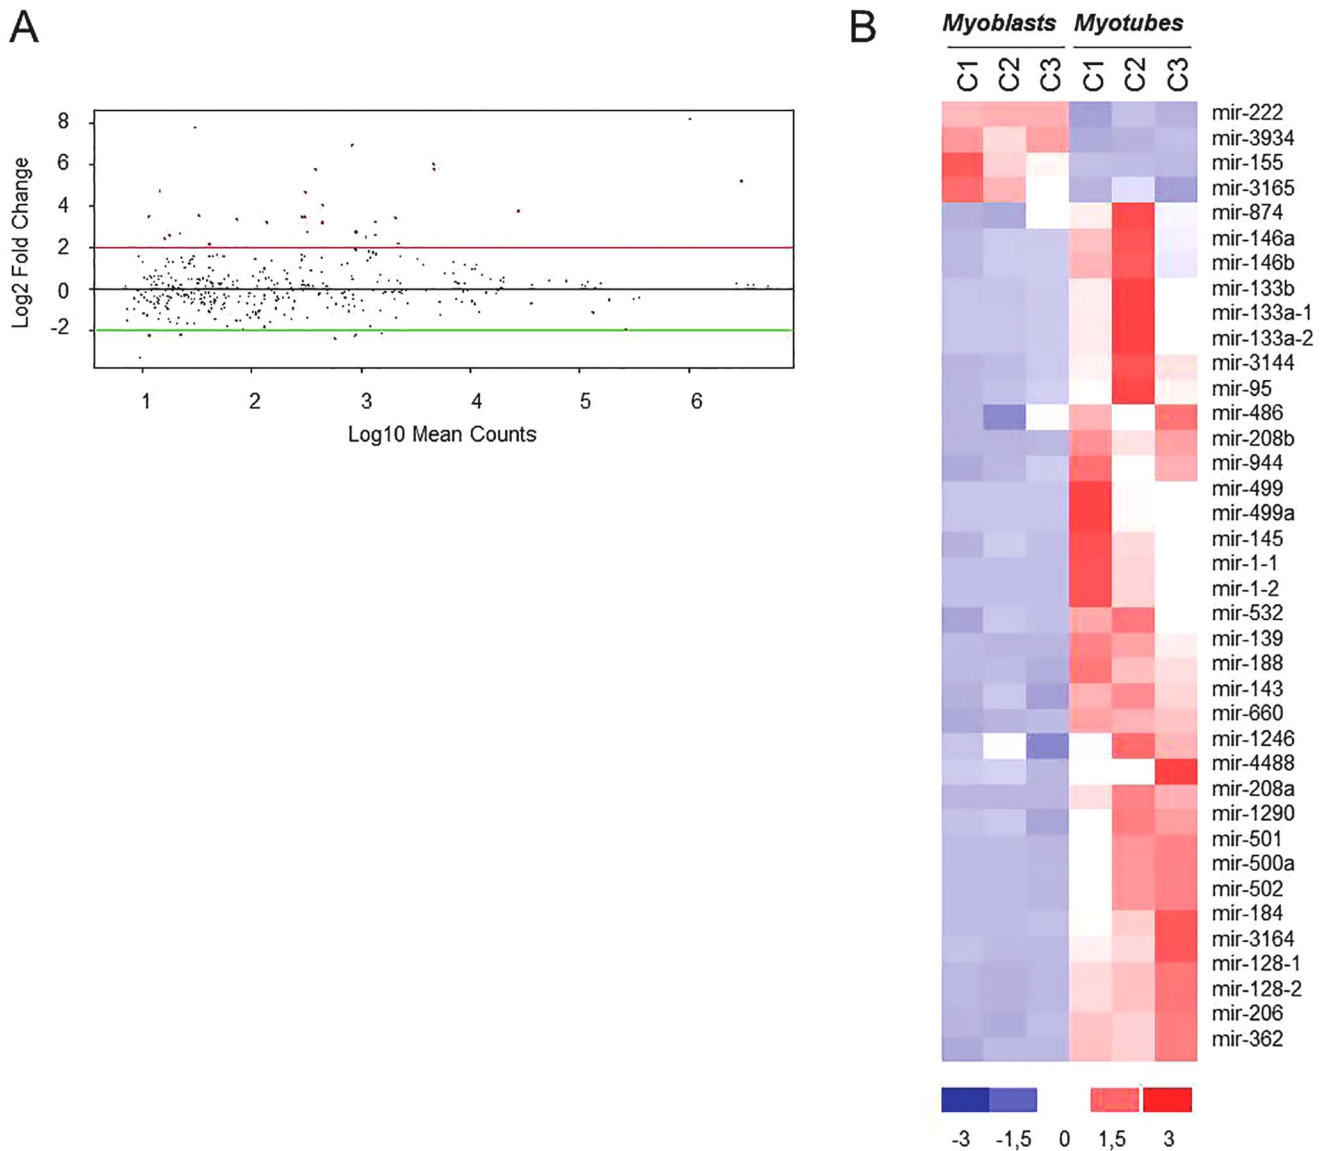 A
8
6
4
2
0
-2
Log2 Fold Change
1 2 3 4 5 6
Log10 Mean Counts
B
Myoblasts Myotubes
C1 C2 C3 C1 C2 C3
mir-222
mir-3934
mir-155
mir-3165
mir-874
mir-146a
mir-146b
mir-133b
mir-133a-1
mir-133a-2
mir-3144
mir-95
mir-486
mir-208b
mir-944
mir-499
mir-499a
mir-145
mir-1-1
mir-1-2
mir-532
mir-139
mir-188
mir-143
mir-660
mir-1246
mir-4488
mir-208a
mir-1290
mir-501
mir-500a
mir-502
mir-184
mir-3164
mir-128-1
mir-128-2
mir-206
mir-362
-3 -1,5 0 1,5 3